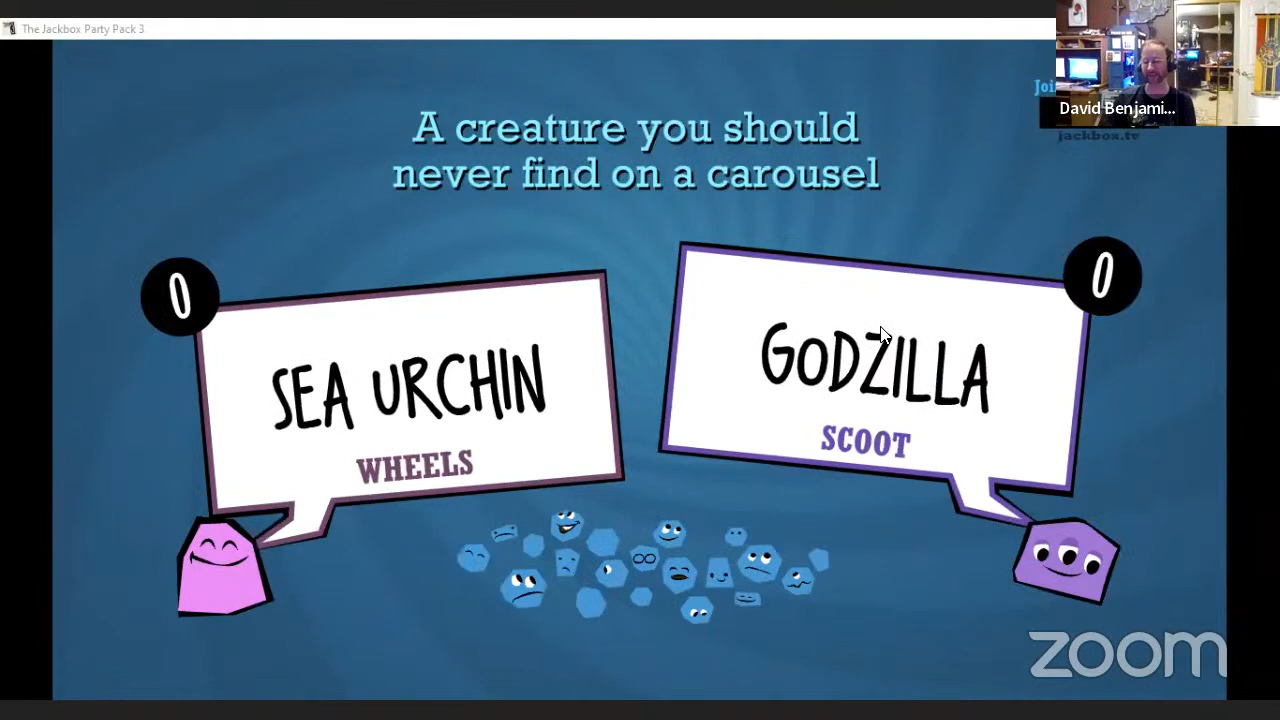 The Jackbox Party Pack 3
David Benjami...
Joi
jackbox.tv
A creature you should
never find on a carousel
0
0
SEA URCHIN
WHEELS
GODZILLA
SCOOT
zoom